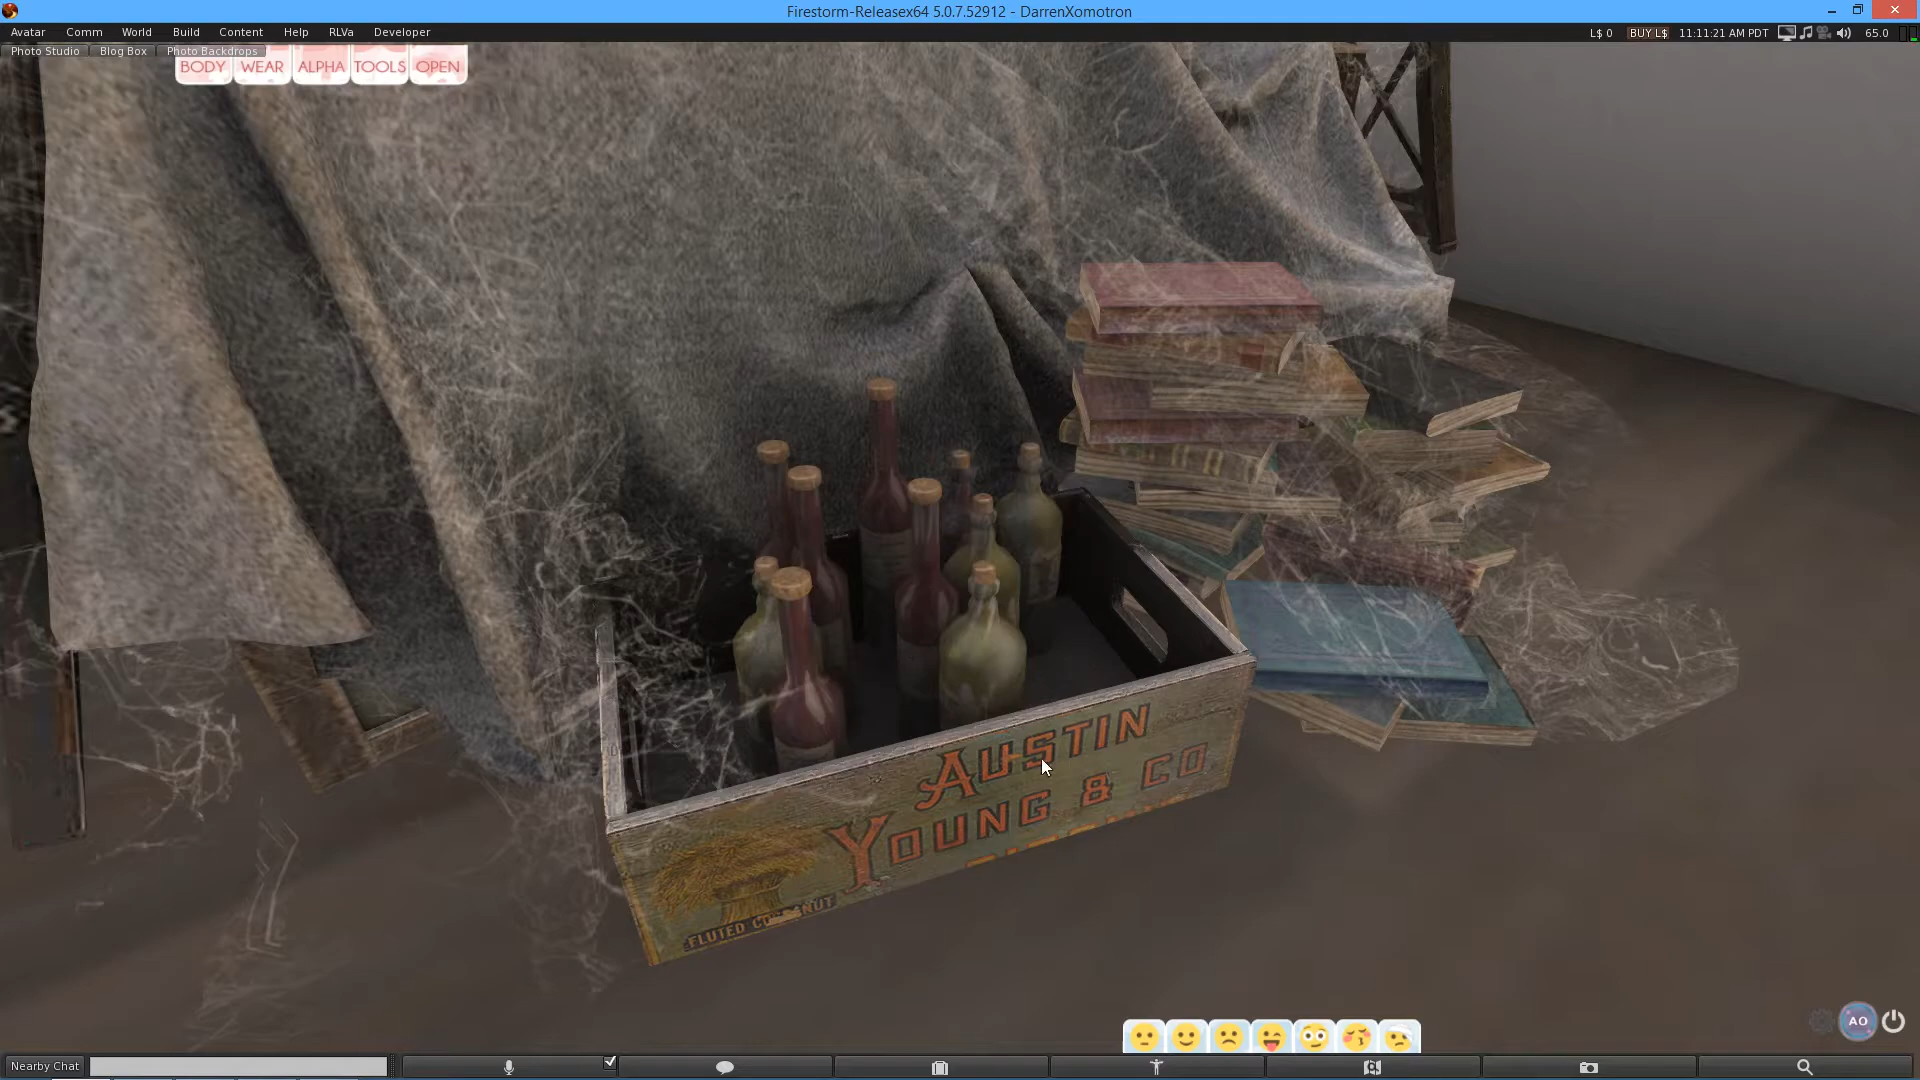 Firestorm-Releasex64 5.0.7.52912 - DarrenXomotron
Avatar Comm World Build Content Help RLVa Developer
L$ 0 BUY L$ 11:11:21 AM PDT 65.0
Photo Studio Blog Box Photo Backdrops
BODY WEAR ALPHA TOOLS OPEN
AUSTIN
YOUNG & CO
FLUTED
AO
Nearby Chat